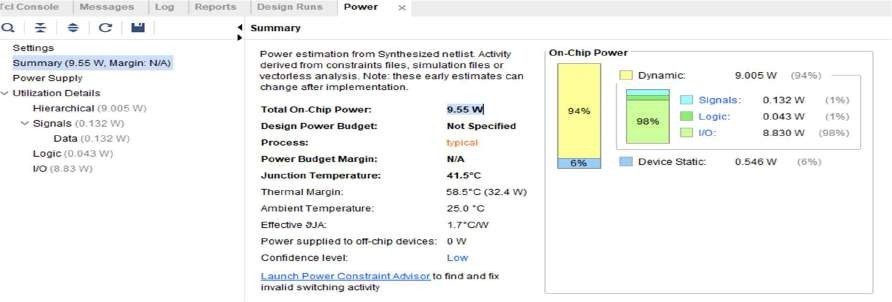 Tcl Console Messages Log Reports Design Runs Power ×
Summary
Settings
Summary (9.55 W, Margin: N/A)
Power Supply
Utilization Details
Hierarchical (9.005 W)
Signals (0.132 W)
Data (0.132 W)
Logic (0.043 W)
I/O (8.83 W)
Power estimation from Synthesized netlist. Activity
derived from constraints files, simulation files or
vectorless analysis. Note: these early estimates can
change after implementation.
Total On-Chip Power: 9.55 W
Design Power Budget: Not Specified
Process: typical
Power Budget Margin: N/A
Junction Temperature: 41.5°C
Thermal Margin: 58.5°C (32.4 W)
Ambient Temperature: 25.0 °C
Effective ϑJA: 1.7°C/W
Power supplied to off-chip devices: 0 W
Confidence level: Low
Launch Power Constraint Advisor to find and fix
invalid switching activity
On-Chip Power
94%
6%
Dynamic: 9.005 W (94%)
98%
Signals: 0.132 W (1%)
Logic: 0.043 W (1%)
I/O: 8.830 W (98%)
Device Static: 0.546 W (6%)